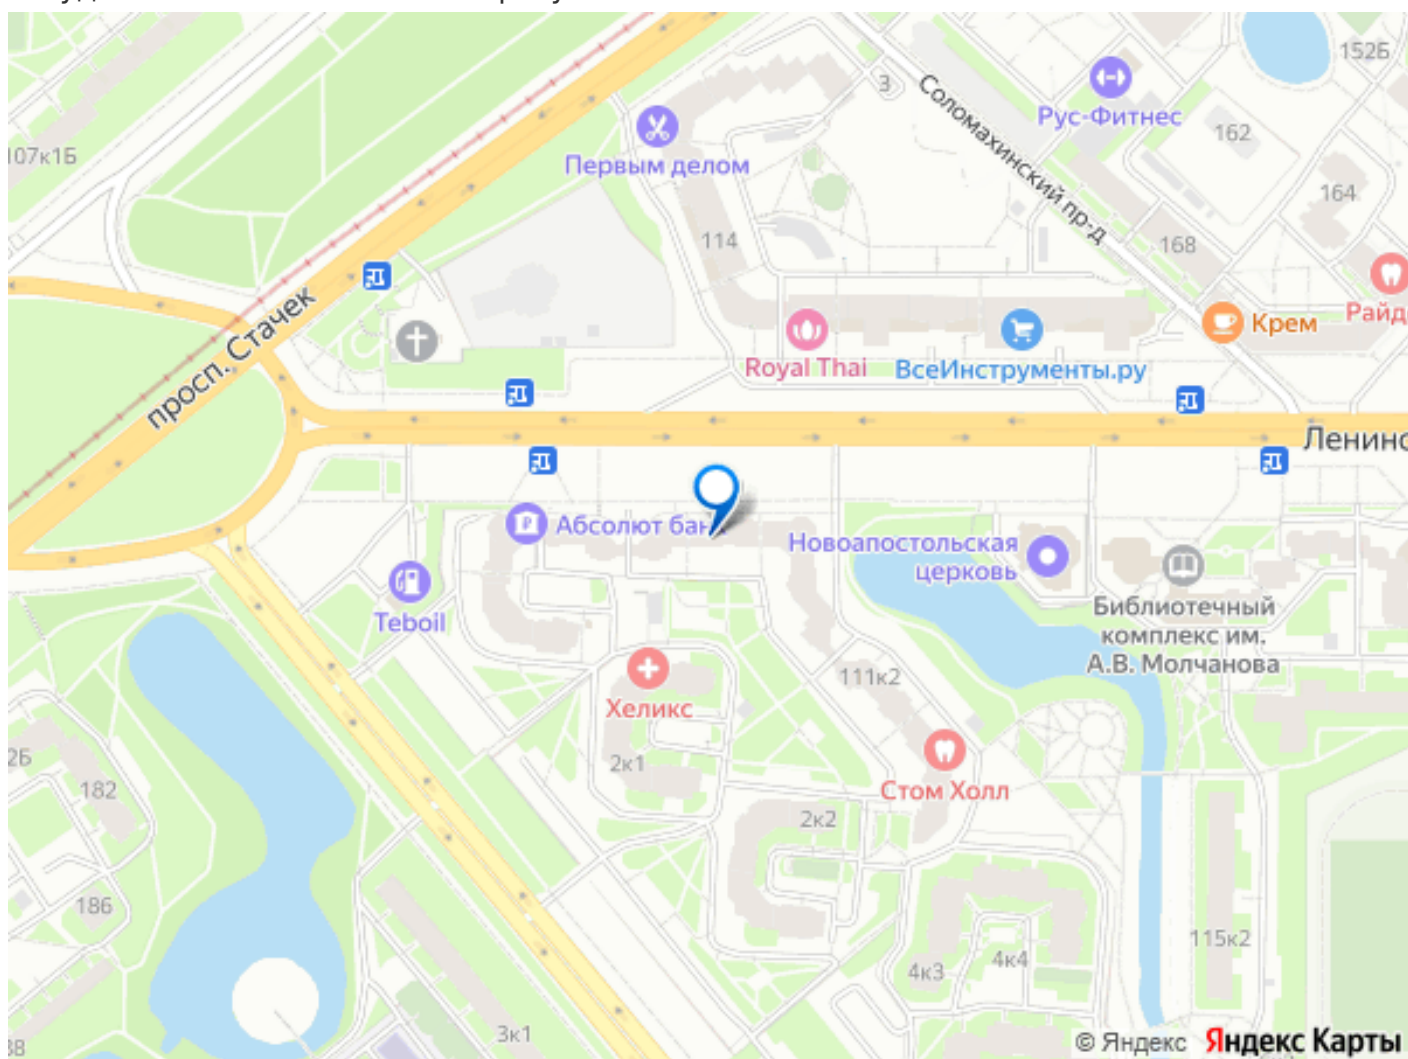 152Б
Рус-Фитнес
3
Соломахинский пр-д
162
107к1Б
Первым делом
164
114
168
просп. Стачек
Крем
Royal Thai
ВсеИнструменты.ру
Абсолют бан
Новоапостольская
церковь
Teboil
Библиотечный
комплекс им.
А.В. Молчанова
111к2
Хеликс
2к1
182
Стом Холл
2к2
186
115к2
4к3
4к4
3к1
© Яндекс Яндекс Карты